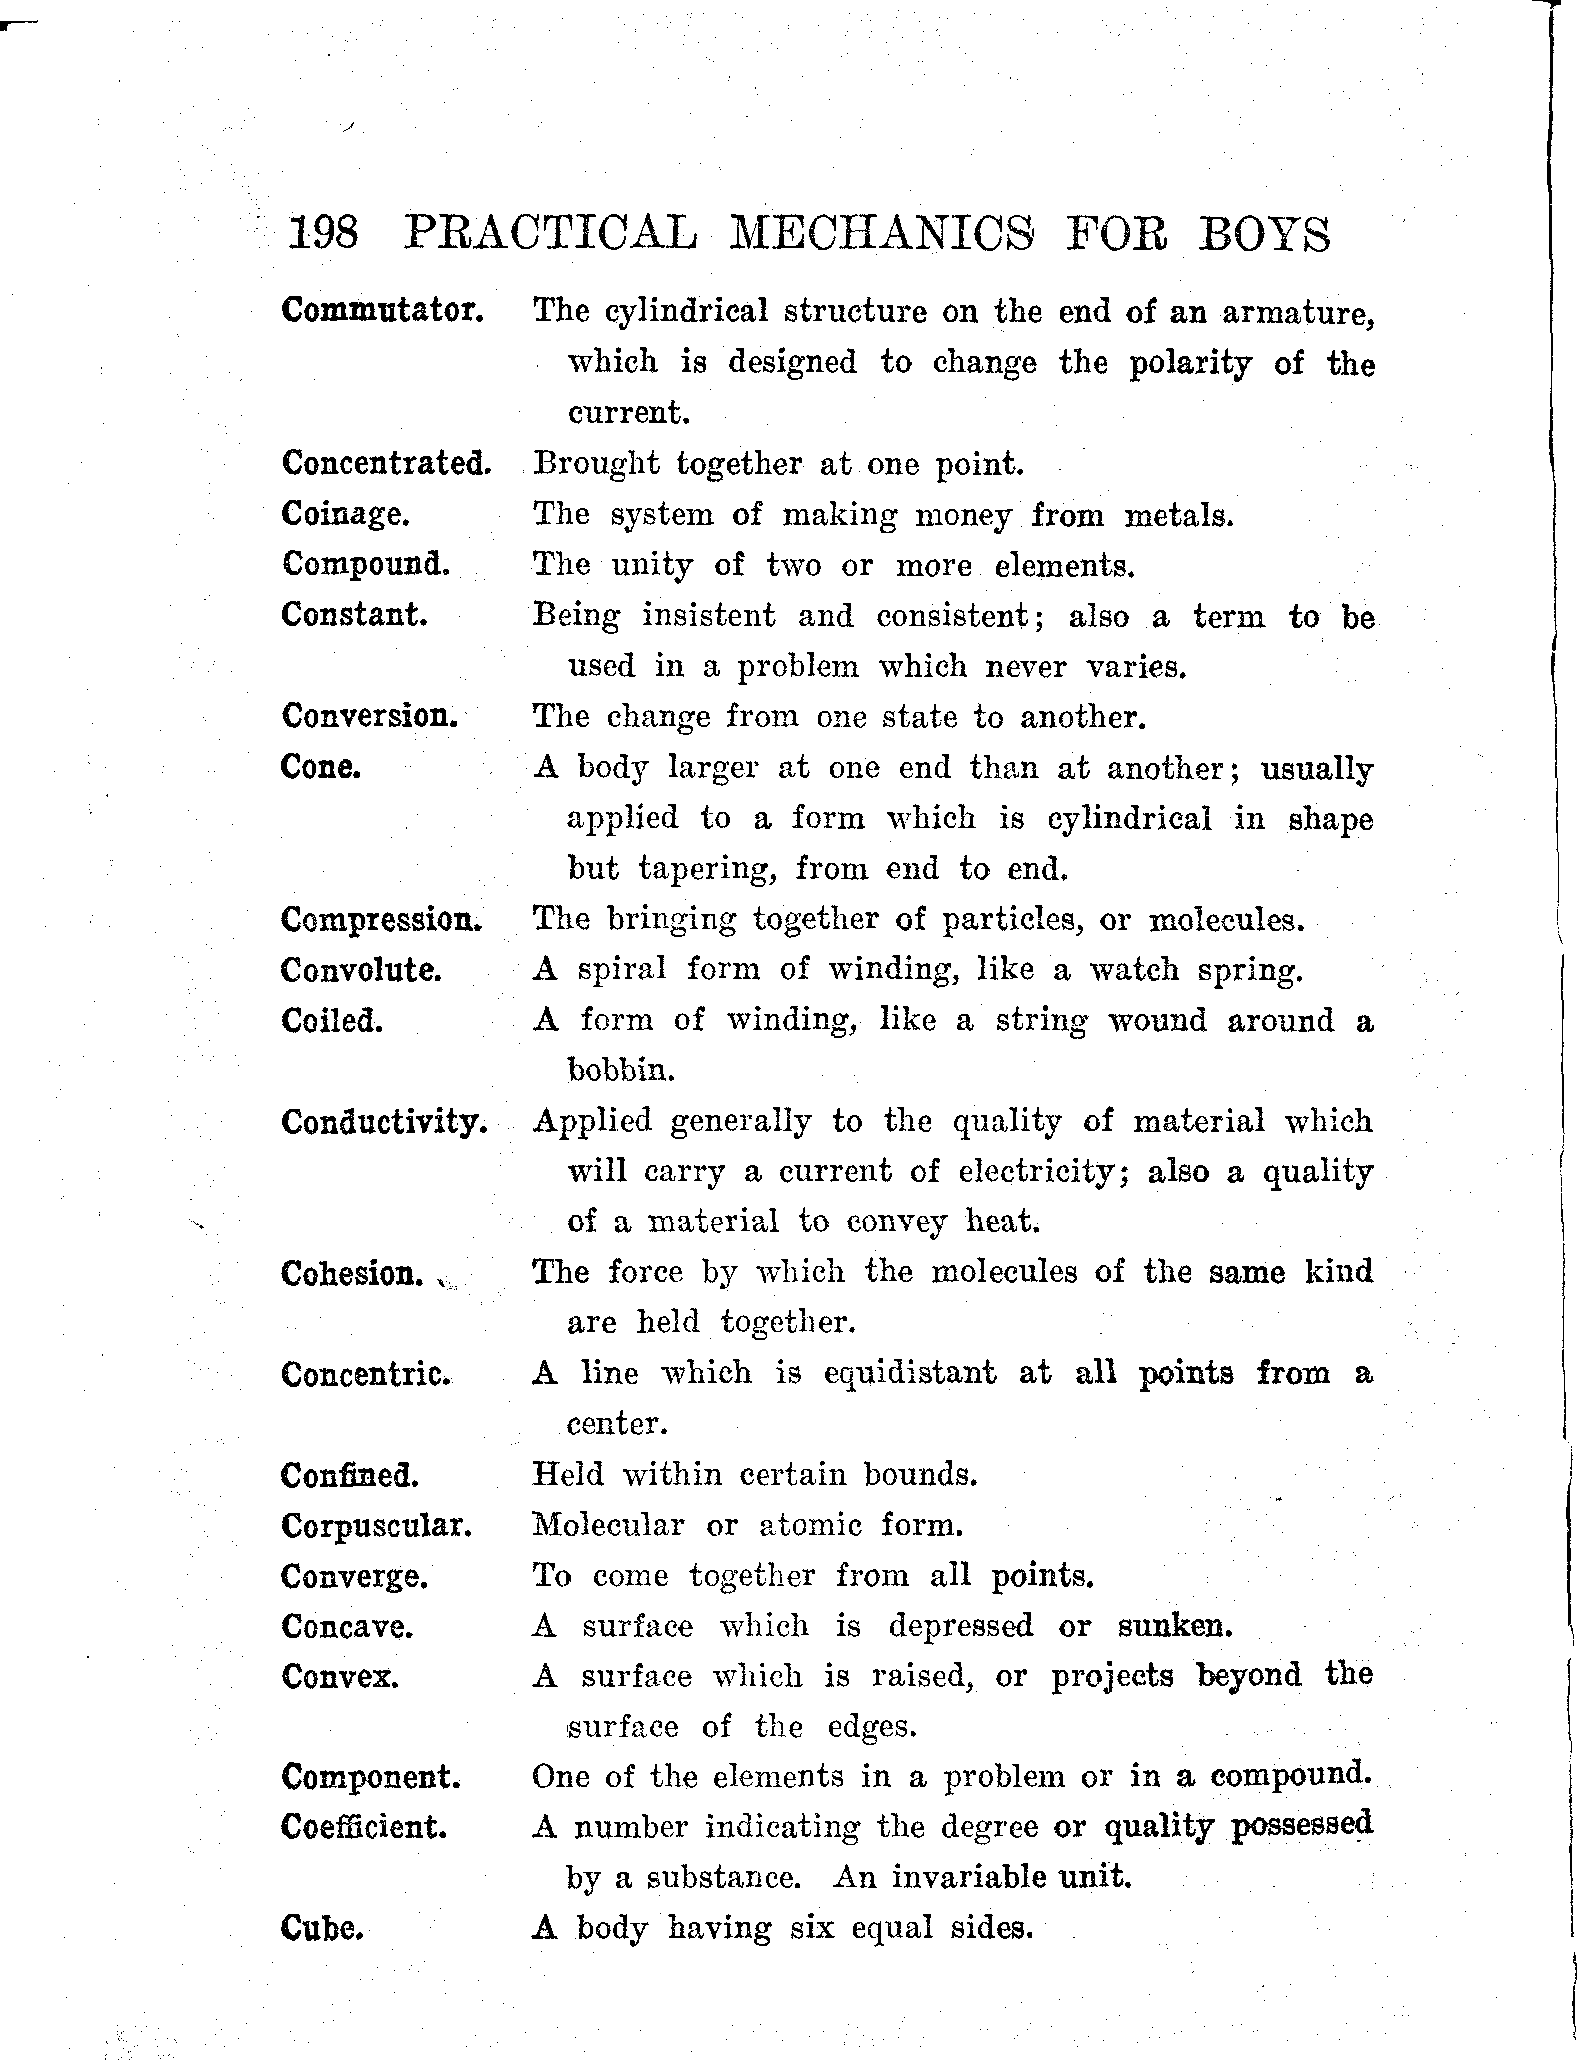 198 PRACTICAL MECHANICS FOR BOYS
Commutator. The cylindrical structure on the end of an armature,
which is designed to change the polarity of the
current.
Concentrated. Brought together at one point.
Coinage. The system of making money from metals.
Compound. The unity of two or more elements.
Constant. Being insistent and consistent; also a term to be
used in a problem which never varies.
Conversion. The change from one state to another.
Cone. A body larger at one end than at another; usually
applied to a form which is cylindrical in shape
but tapering, from end to end.
Compression. The bringing together of particles, or molecules.
Convolute. A spiral form of winding, like a watch spring.
Coiled. A form of winding, like a string wound around a
bobbin.
Conductivity. Applied generally to the quality of material which
will carry a current of electricity; also a quality
of a material to convey heat.
Cohesion. The force by which the molecules of the same kind
are held together.
Concentric. A line which is equidistant at all points from a
center.
Confined. Held within certain bounds.
Corpuscular. Molecular or atomic form.
Converge. To come together from all points.
Concave. A surface which is depressed or sunken.
Convex. A surface which is raised, or projects beyond the
surface of the edges.
Component. One of the elements in a problem or in a compound.
Coefficient. A number indicating the degree or quality possessed
by a substance. An invariable unit.
Cube. A body having six equal sides.